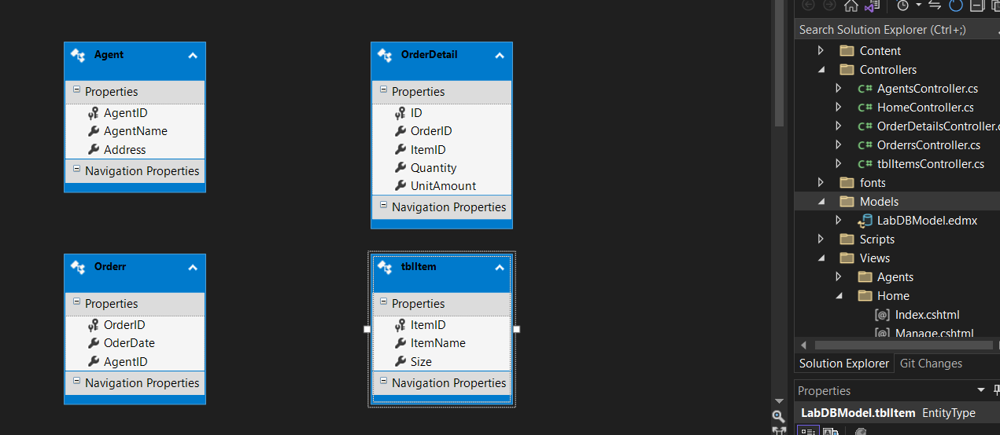 Agent
Properties
AgentID
AgentName
Address
Navigation Properties
OrderDetail
Properties
ID
OrderID
ItemID
Quantity
UnitAmount
Navigation Properties
Orderr
Properties
OrderID
OderDate
AgentID
Navigation Properties
tblItem
Properties
ItemID
ItemName
Size
Navigation Properties
Search Solution Explorer (Ctrl+;)
Content
Controllers
C# AgentsController.cs
C# HomeController.cs
C# OrderDetailsController.
C# OrderrsController.cs
C# tblItemsController.cs
fonts
Models
LabDBModel.edmx
Scripts
Views
Agents
Home
[@] Index.cshtml
[@] Manage.cshtml
Solution Explorer Git Changes
Properties
LabDBModel.tblItem EntityType